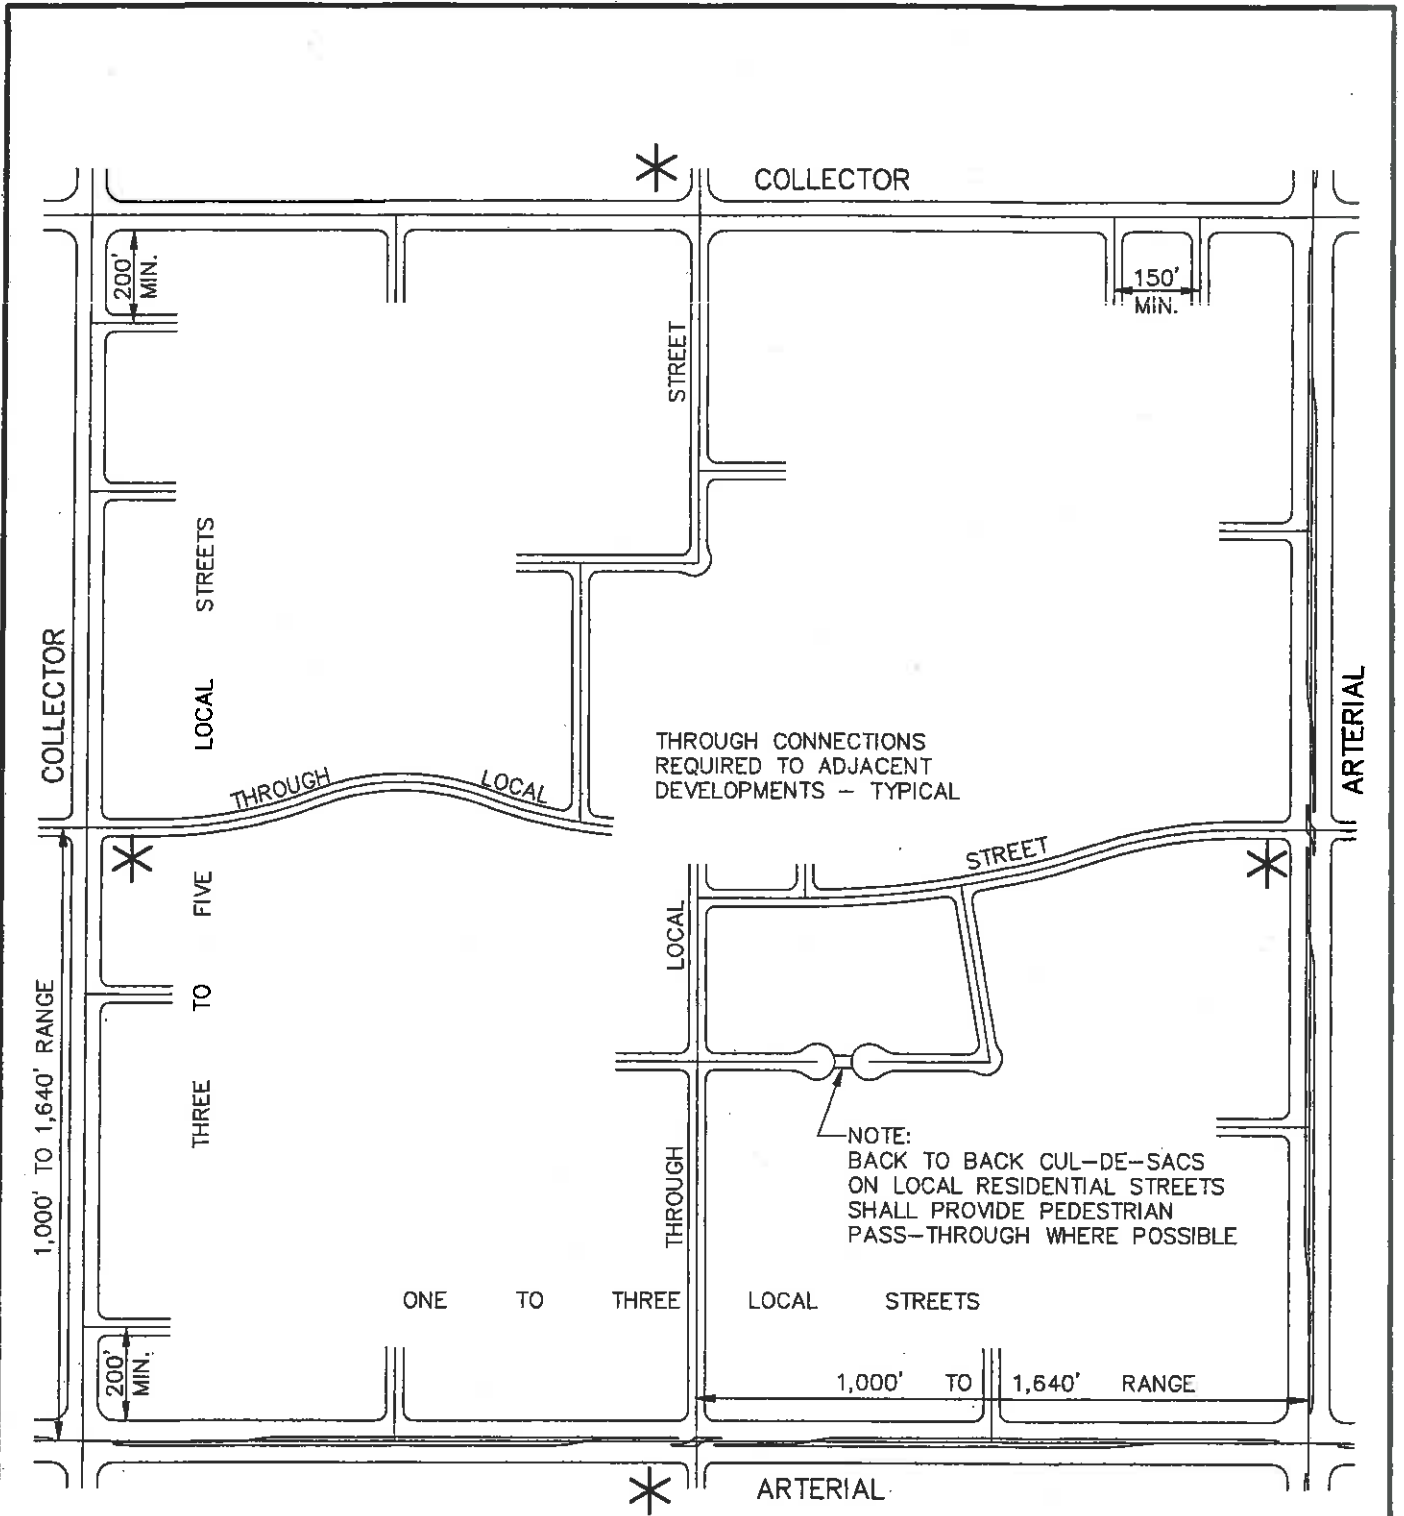 COLLECTOR
200'
MIN.
150'
MIN.
STREET
LOCAL STREETS
COLLECTOR
ARTERIAL
THROUGH CONNECTIONS
REQUIRED TO ADJACENT
DEVELOPMENTS – TYPICAL
THROUGH LOCAL
STREET
THREE TO FIVE
LOCAL
1,000' TO 1,640' RANGE
THROUGH
NOTE:
BACK TO BACK CUL–DE–SACS
ON LOCAL RESIDENTIAL STREETS
SHALL PROVIDE PEDESTRIAN
PASS–THROUGH WHERE POSSIBLE
ONE TO THREE LOCAL STREETS
200'
MIN.
1,000' TO 1,640' RANGE
ARTERIAL